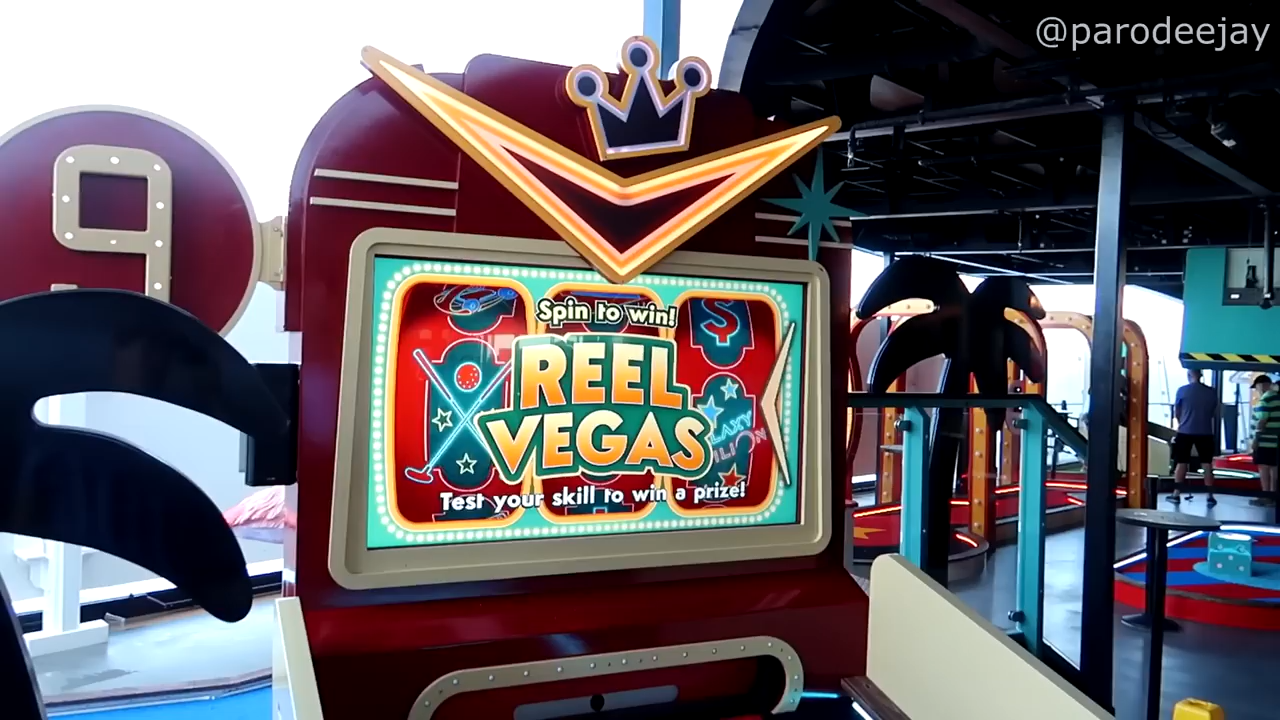 @parodeejay
9
Spin to win!
$
REEL
VEGAS
Test your skill to win a prize!